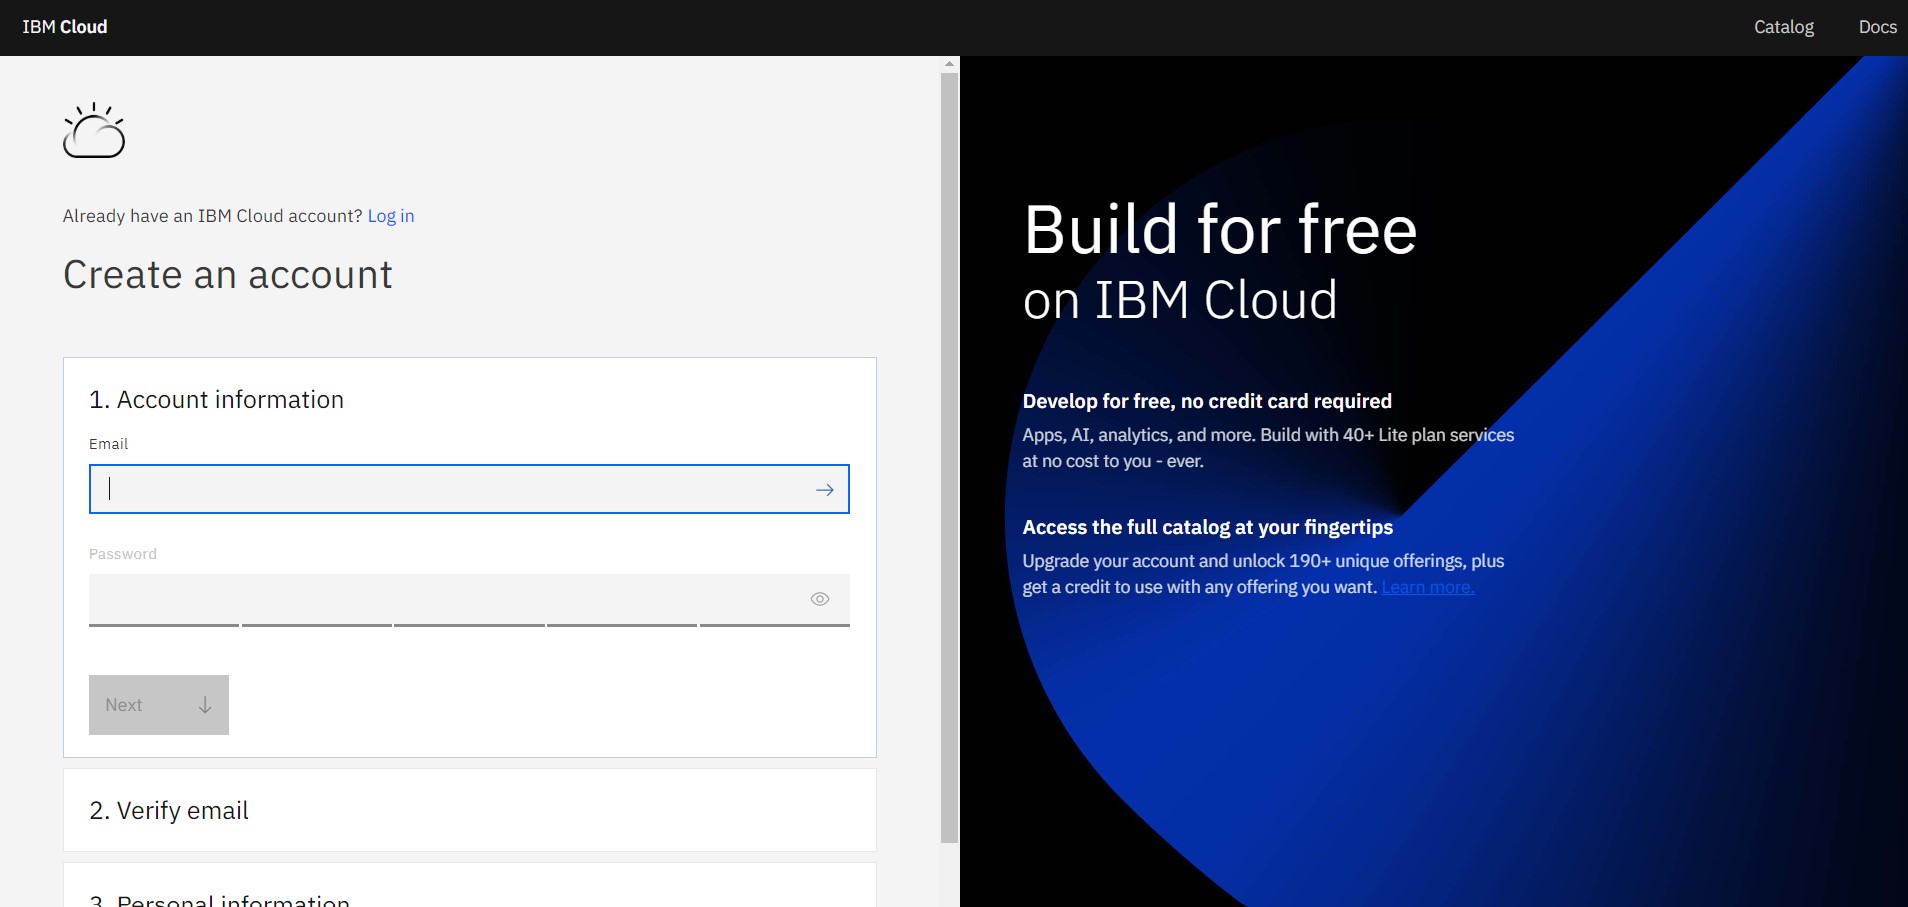 IBM Cloud
Catalog
Docs
Already have an IBM Cloud account? Log in
Create an account
1. Account information
Email
Password
Next
2. Verify email
3. Personal information
Build for free
on IBM Cloud
Develop for free, no credit card required
Apps, AI, analytics, and more. Build with 40+ Lite plan services
at no cost to you - ever.
Access the full catalog at your fingertips
Upgrade your account and unlock 190+ unique offerings, plus
get a credit to use with any offering you want. Learn more.